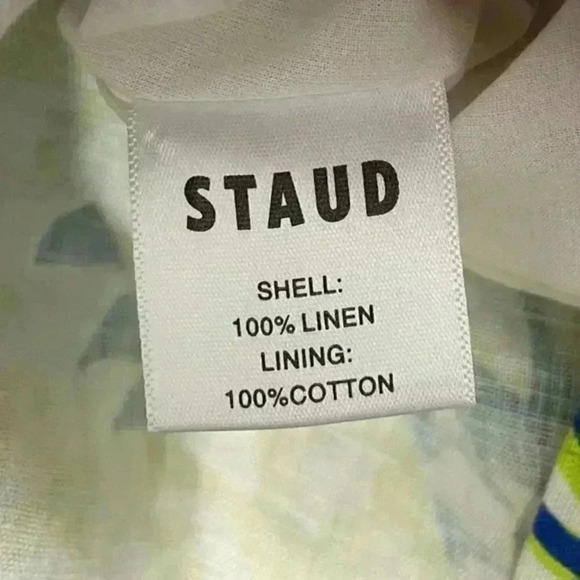 STAUD
SHELL:
100% LINEN
LINING:
100%COTTON